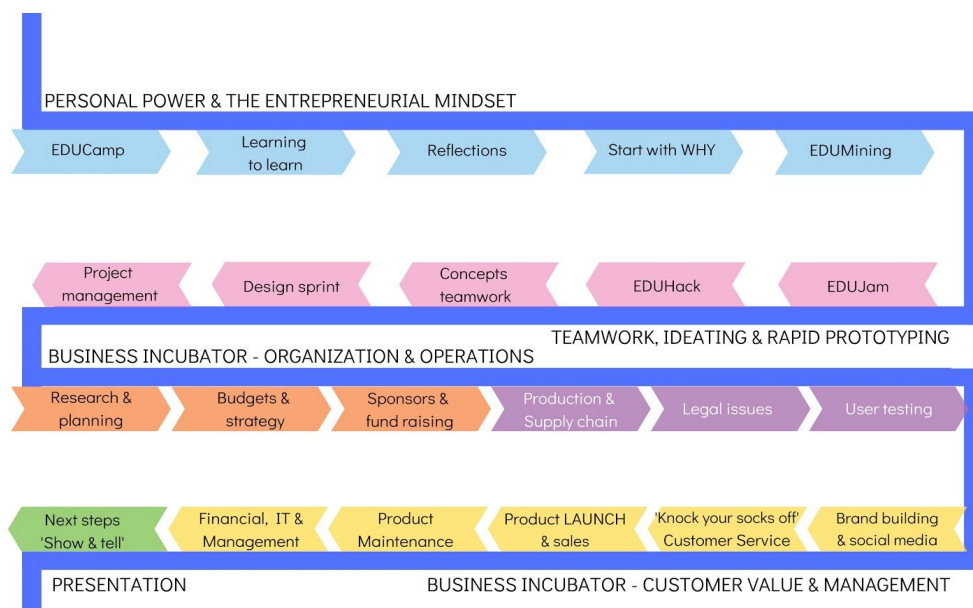 PERSONAL POWER & THE ENTREPRENEURIAL MINDSET
EDUCamp
Learning
to learn
Reflections
Start with WHY
EDUMining
Project
management
Design sprint
Concepts
teamwork
EDUHack
EDUJam
TEAMWORK, IDEATING & RAPID PROTOTYPING
BUSINESS INCUBATOR - ORGANIZATION & OPERATIONS
Research &
planning
Budgets &
strategy
Sponsors &
fund raising
Production &
Supply chain
Legal issues
User testing
Next steps
'Show & tell'
Financial, IT &
Management
Product
Maintenance
Product LAUNCH
& sales
'Knock your socks off'
Customer Service
Brand building
& social media
PRESENTATION
BUSINESS INCUBATOR - CUSTOMER VALUE & MANAGEMENT